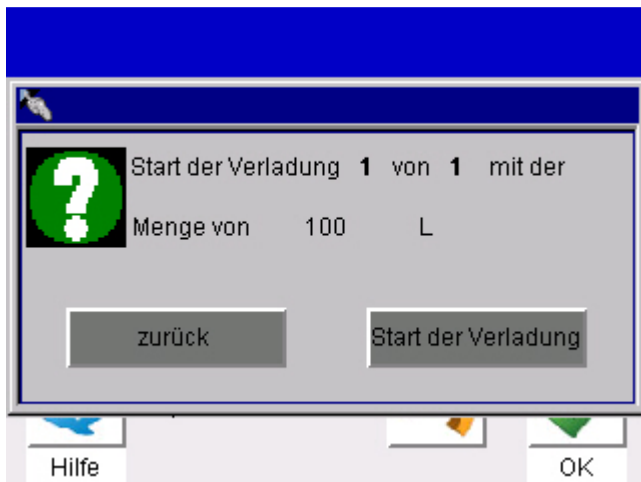 Start der Verladung 1 von 1 mit der
Menge von 100 L
zurück Start der Verladung
Hilfe OK